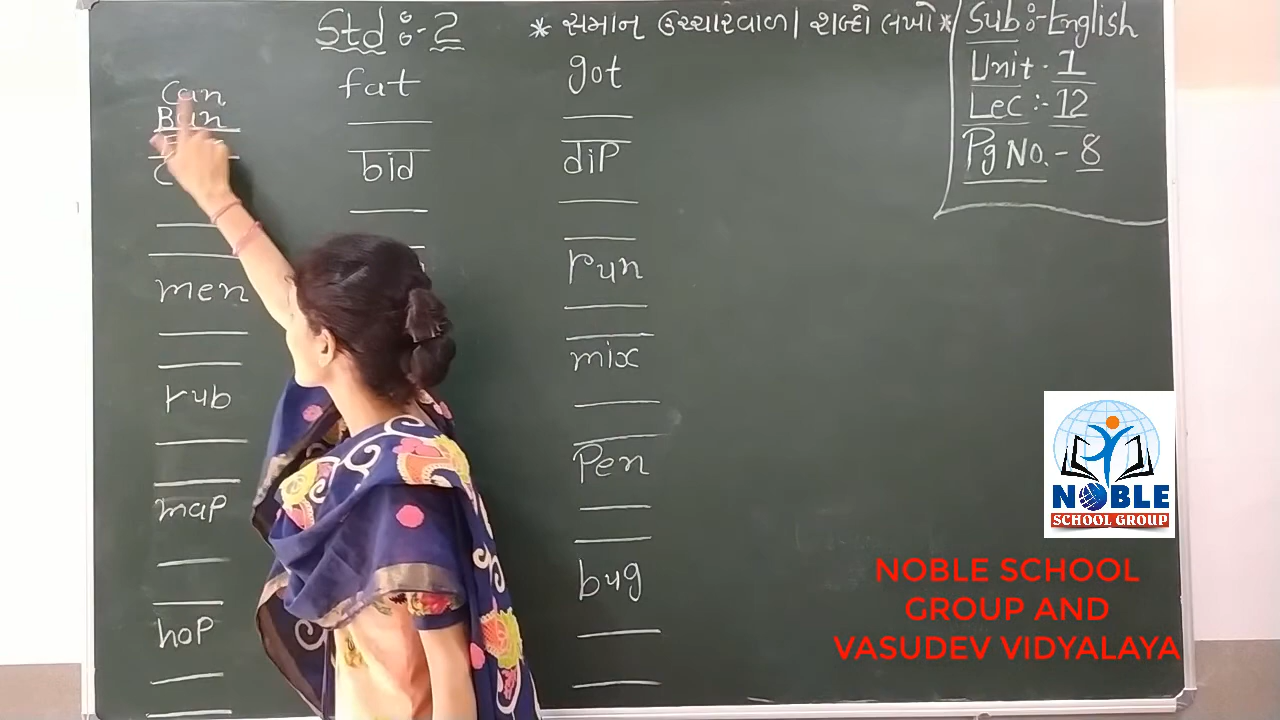 Std :- 2
* સમાન ઉચ્ચારવાળા શબ્દો લખો *
Sub :- English
Unit - 1
Lec :- 12
Pg No. - 8
Can
Ban
men
rub
map
hop
fat
bid
got
dip
run
mix
Pen
bug
NOBLE
SCHOOL GROUP
NOBLE SCHOOL
GROUP AND
VASUDEV VIDYALAYA